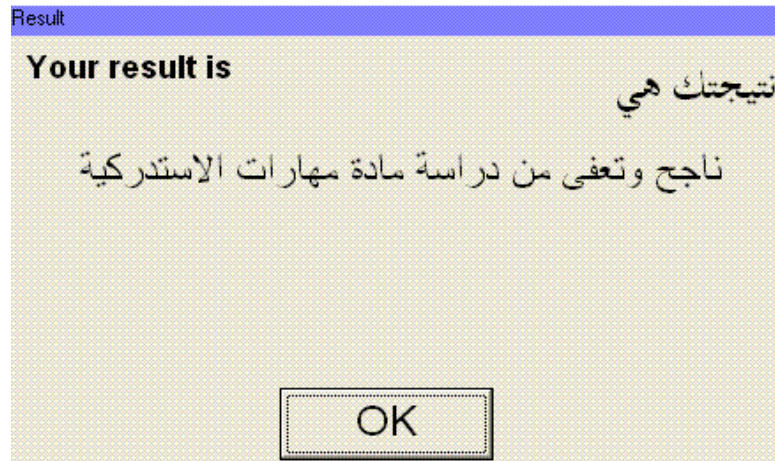 Result
Your result is
نتيجتك هي
ناجح وتعفى من دراسة مادة مهارات الاستدركية
OK